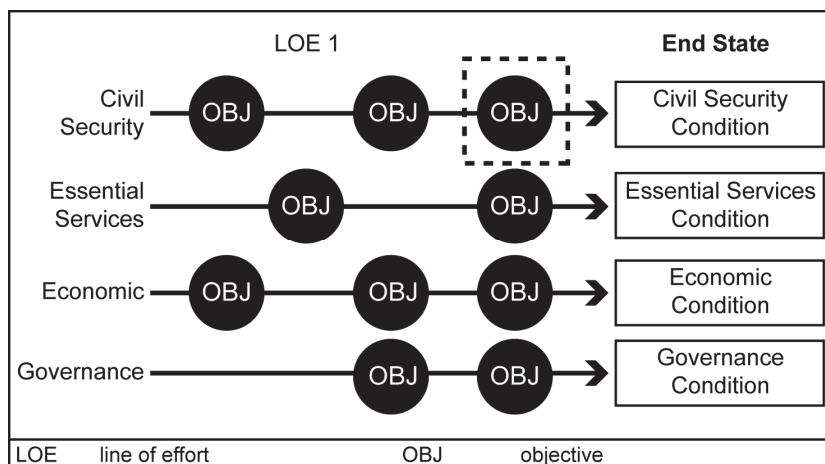 LOE 1
End State
Civil
Security
OBJ
OBJ
OBJ
Civil Security
Condition
Essential
Services
OBJ
OBJ
Essential Services
Condition
Economic
OBJ
OBJ
OBJ
Economic
Condition
Governance
OBJ
OBJ
Governance
Condition
LOE line of effort OBJ objective